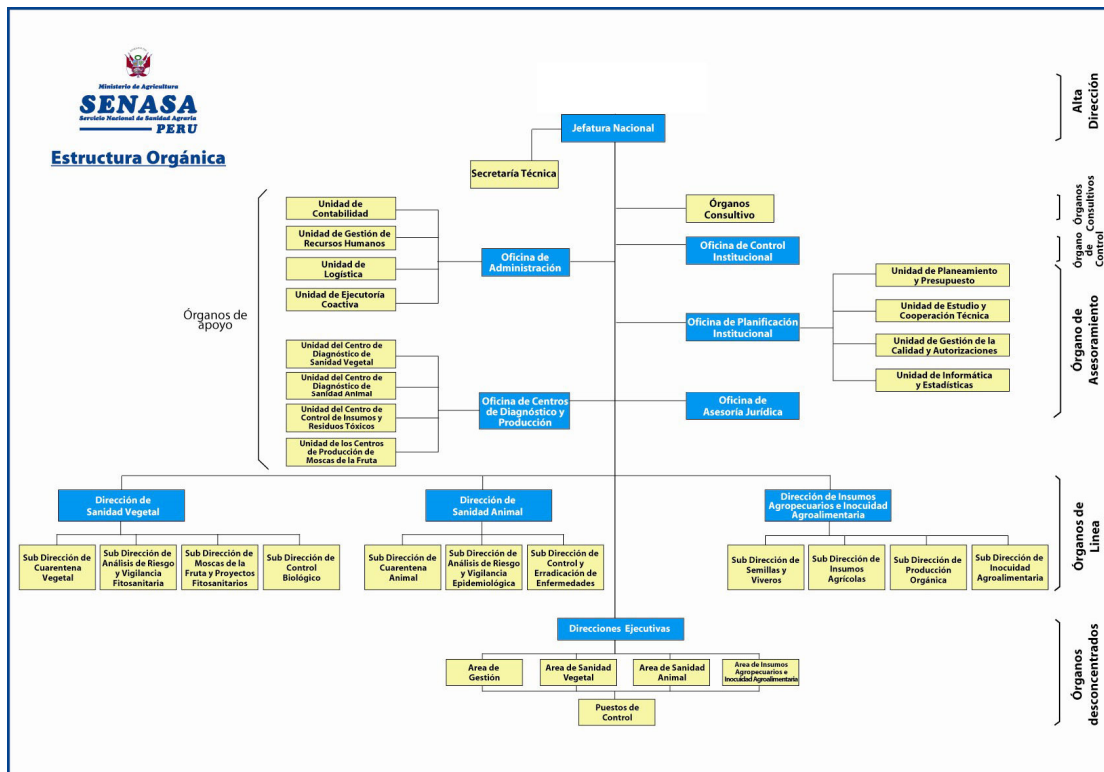 Ministerio de Agricultura
SENASA
Servicio Nacional de Sanidad Agraria
PERU
Estructura Orgánica
Alta
Dirección
Jefatura Nacional
Secretaría Técnica
Órganos
Consultivos
Órganos
Consultivo
Unidad de
Contabilidad
Unidad de Gestión de
Recursos Humanos
Unidad de
Logística
Unidad de Ejecutoría
Coactiva
Oficina de
Administración
Oficina de Control
Institucional
Órgano
de
Control
Órganos de
apoyo
Oficina de Planificación
Institucional
Unidad de Planeamiento
y Presupuesto
Unidad de Estudio y
Cooperación Técnica
Unidad de Gestión de la
Calidad y Autorizaciones
Unidad de Informática
y Estadísticas
Órgano de
Asesoramiento
Unidad del Centro de
Diagnóstico de
Sanidad Vegetal
Unidad del Centro de
Diagnóstico de
Sanidad Animal
Unidad del Centro de
Control de Insumos y
Residuos Tóxicos
Unidad de los Centros
de Producción de
Moscas de la Fruta
Oficina de Centros
de Diagnóstico y
Producción
Oficina de
Asesoría Jurídica
Dirección de
Sanidad Vegetal
Dirección de
Sanidad Animal
Dirección de Insumos
Agropecuarios e Inocuidad
Agroalimentaria
Órganos de
Linea
Sub Dirección de
Cuarentena
Vegetal
Sub Dirección de
Análisis de Riesgo
y Vigilancia
Fitosanitaria
Sub Dirección de
Moscas de la
Fruta y Proyectos
Fitosanitarios
Sub Dirección de
Control
Biológico
Sub Dirección de
Cuarentena
Animal
Sub Dirección de
Análisis de Riesgo
y Vigilancia
Epidemiológica
Sub Dirección de
Control y
Erradicación de
Enfermedades
Sub Dirección de
Semillas y
Viveros
Sub Dirección de
Insumos
Agrícolas
Sub Dirección de
Producción
Orgánica
Sub Dirección de
Inocuidad
Agroalimentaria
Direcciones Ejecutivas
Area de
Gestión
Area de Sanidad
Vegetal
Area de Sanidad
Animal
Area de Insumos
Agropecuarios e
Inocuidad Agroalimentaria
Puestos de
Control
Órganos
desconcentrados